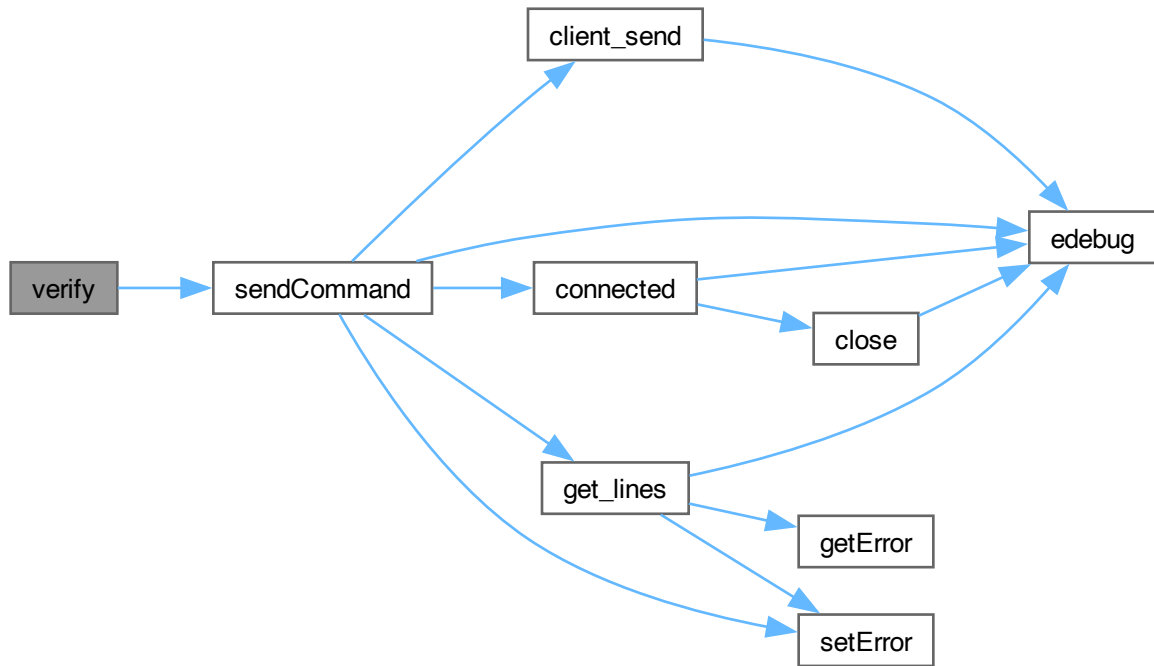 client_send
edebug
verify
sendCommand
connected
close
get_lines
getError
setError